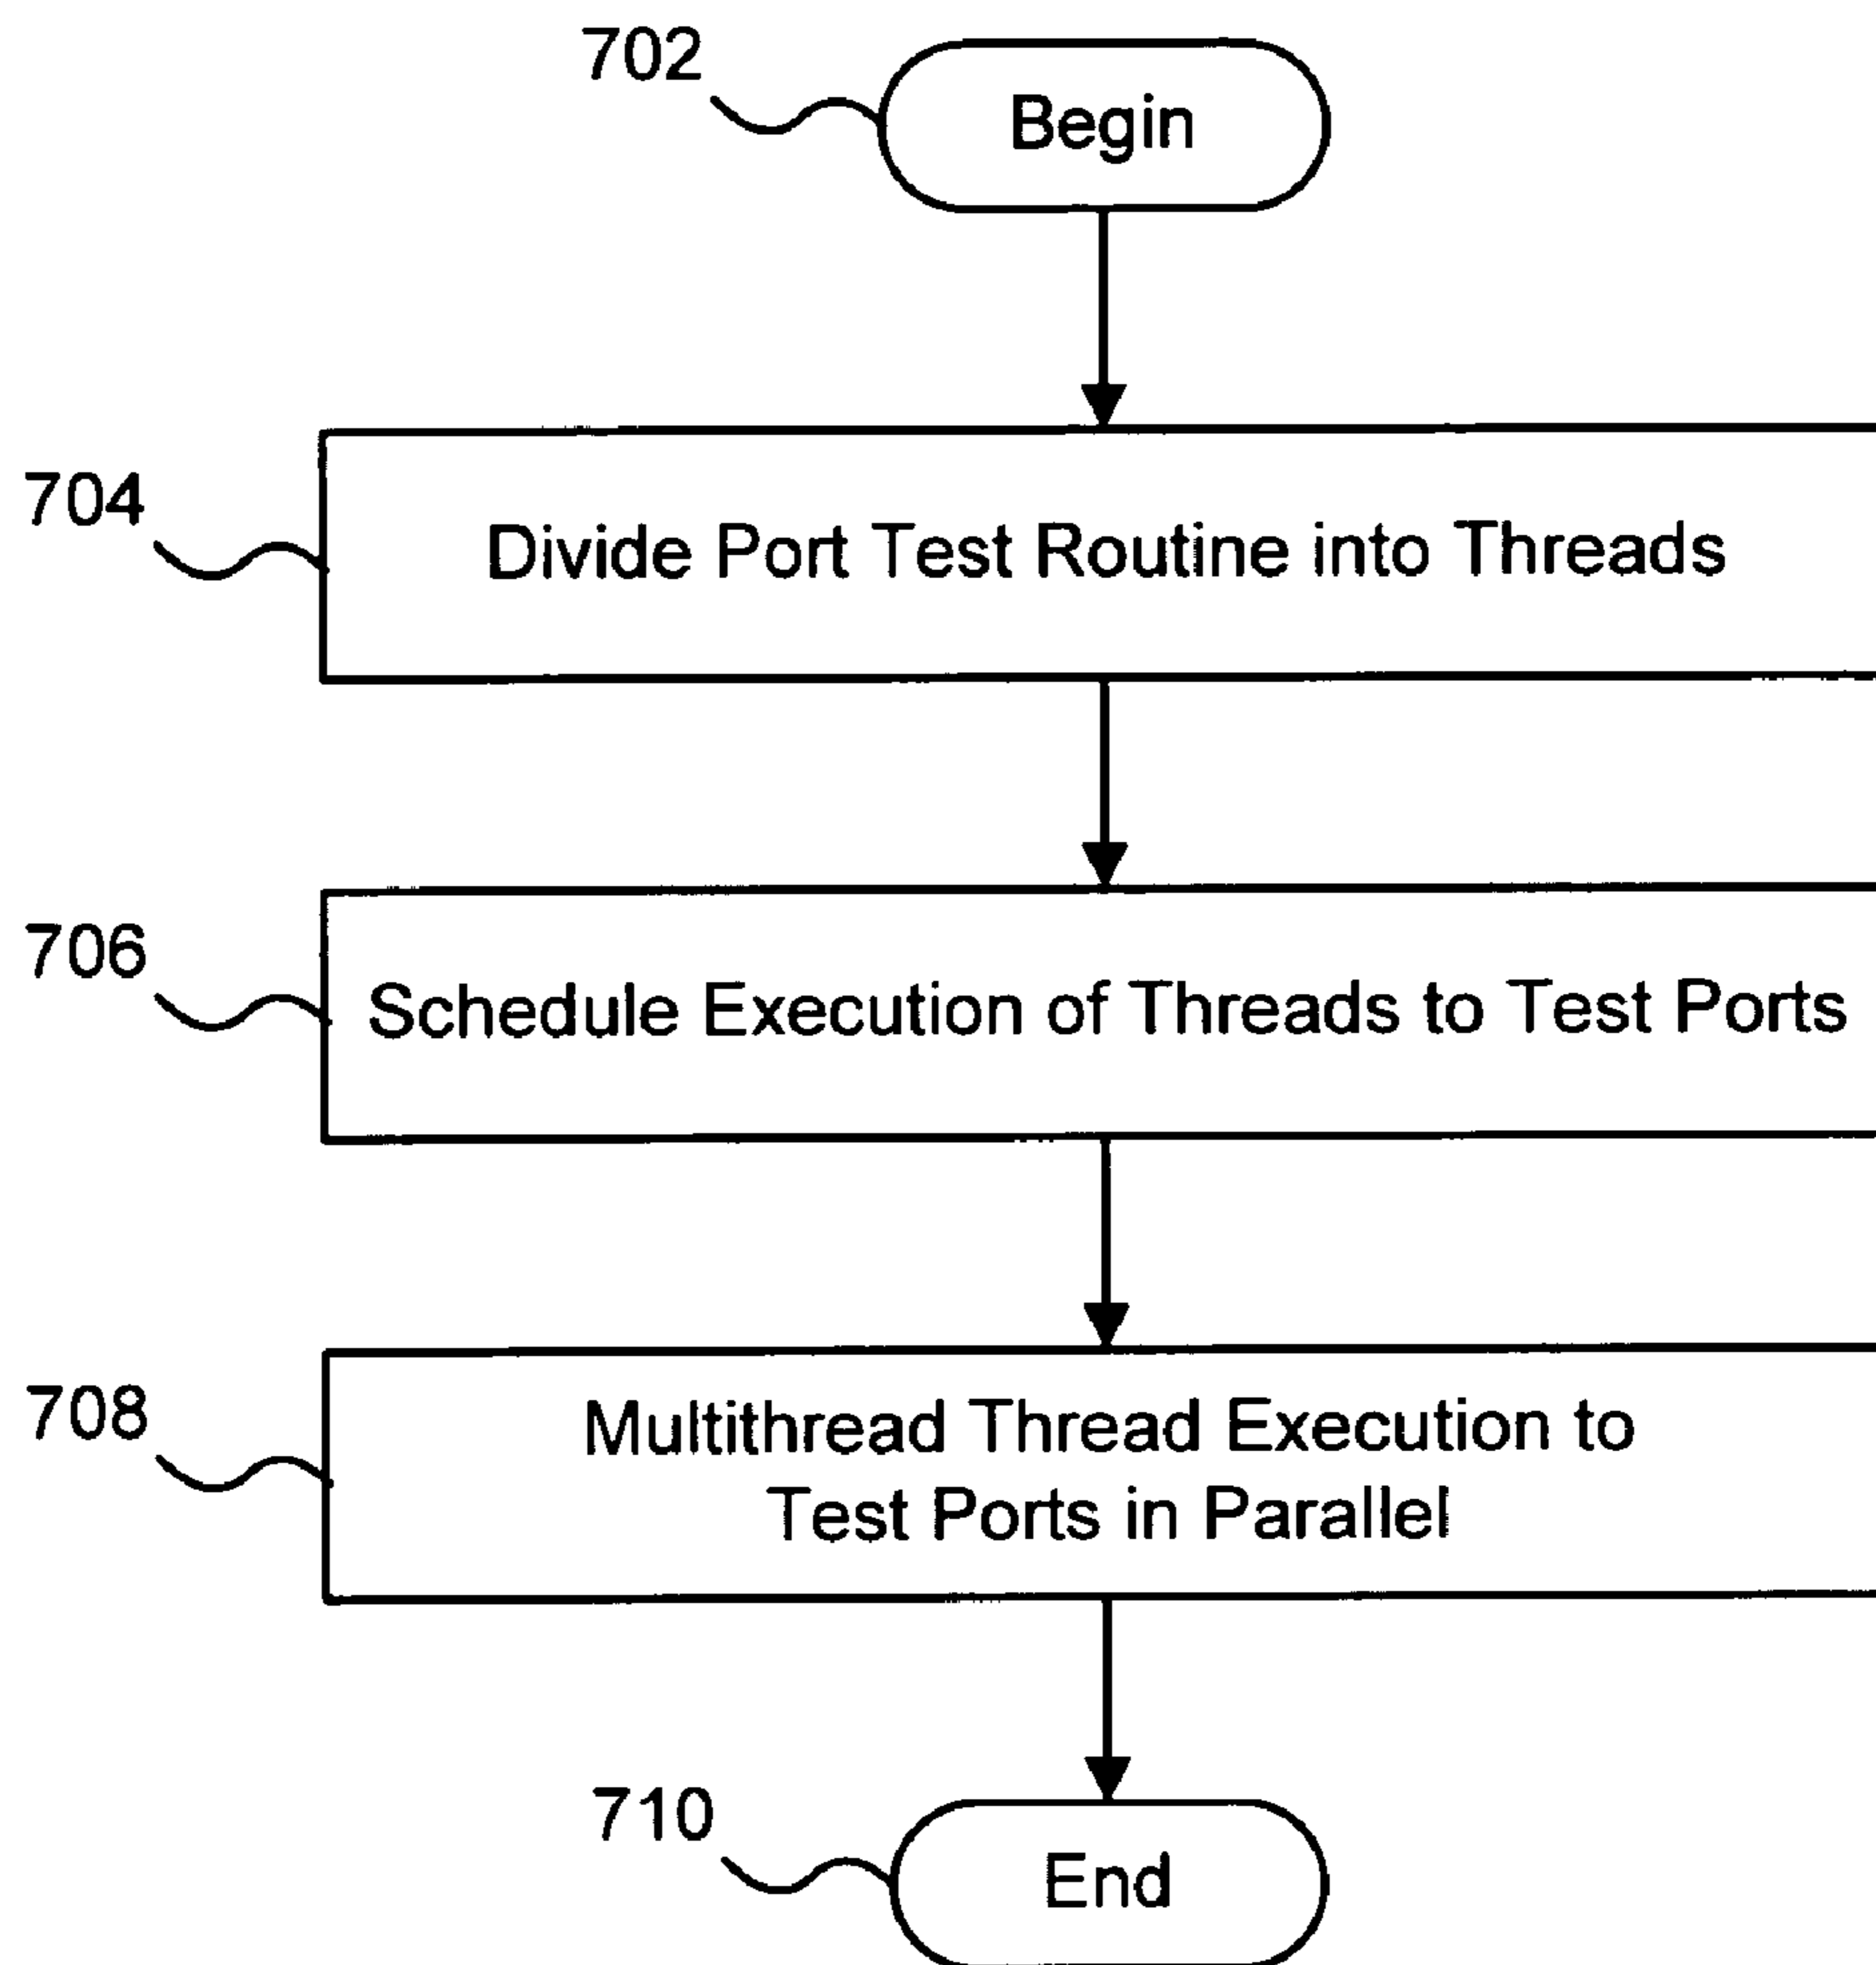 702
Begin
704
Divide Port Test Routine into Threads
706
Schedule Execution of Threads to Test Ports
708
Multithread Thread Execution to
Test Ports in Parallel
710
End